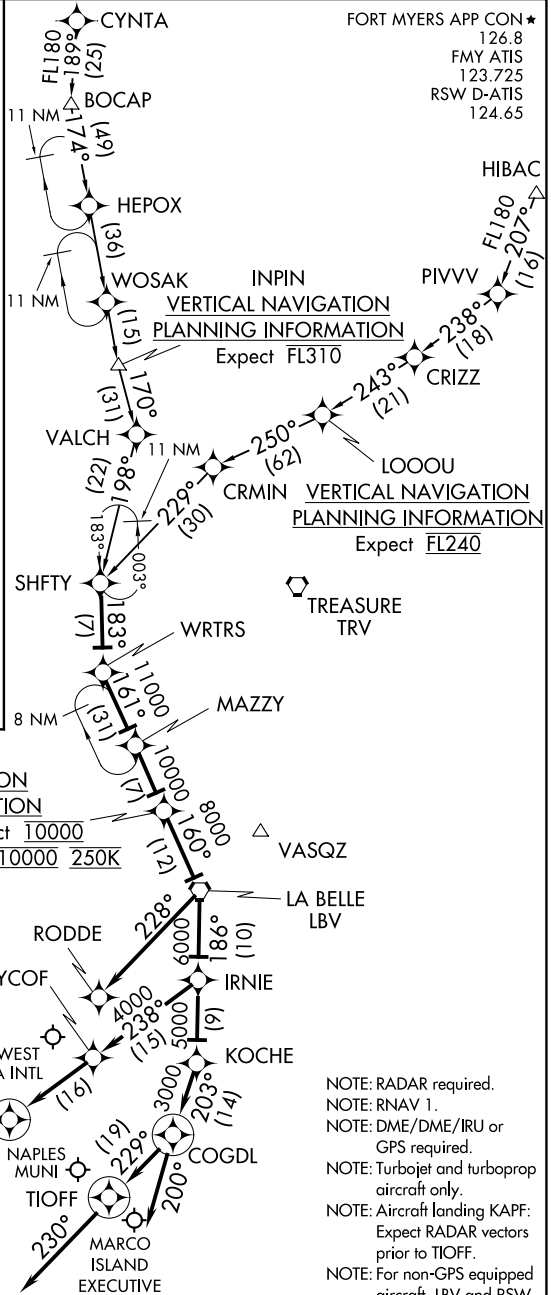 CYNTA
FL180
189°
(25)
BOCAP
11 NM
174°
(49)
HEPOX
(36)
11 NM
WOSAK
(15)
INPIN
VERTICAL NAVIGATION
PLANNING INFORMATION
Expect FL310
170°
(31)
VALCH
198°
(22)
11 NM
183°
003°
SHFTY
FORT MYERS APP CON★
126.8
FMY ATIS
123.725
RSW D-ATIS
124.65
HIBAC
FL180
207°
(16)
PIVVV
238°
(18)
CRIZZ
243°
(21)
LOOOU
VERTICAL NAVIGATION
PLANNING INFORMATION
Expect FL240
250°
(62)
CRMIN
229°
(30)
TREASURE
TRV
183°
(7)
WRTRS
11000
161°
(31)
8 NM
MAZZY
10000
(7)
ON
TION
ct 10000
10000 250K
8000
160°
(12)
VASQZ
LA BELLE
LBV
228°
RODDE
6000
186°
(10)
IRNIE
YCOF
4000
238°
(15)
5000
(9)
KOCHE
WEST
A INTL
(16)
3000
203°
(14)
COGDL
NAPLES
MUNI
(19)
229°
TIOFF
200°
230°
MARCO
ISLAND
EXECUTIVE
NOTE: RADAR required.
NOTE: RNAV 1.
NOTE: DME/DME/IRU or
GPS required.
NOTE: Turbojet and turboprop
aircraft only.
NOTE: Aircraft landing KAPF:
Expect RADAR vectors
prior to TIOFF.
NOTE: For non-GPS equipped
aircraft, LBV and RSW